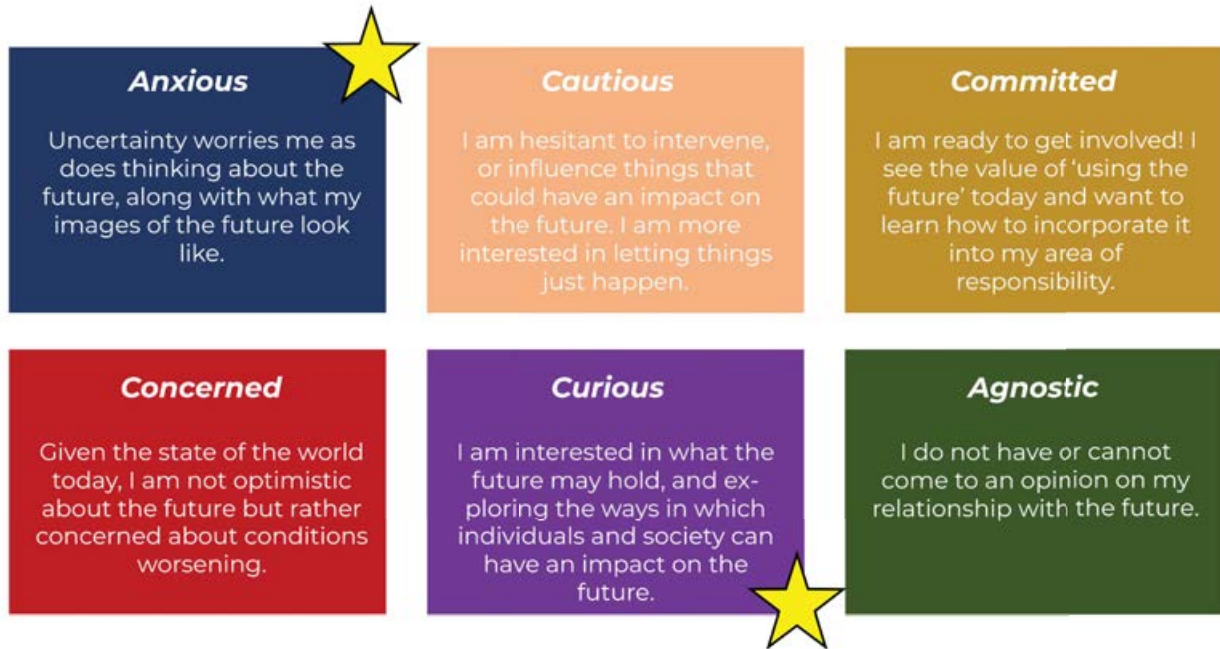 Anxious
Uncertainty worries me as
does thinking about the
future, along with what my
images of the future look
like.
Cautious
I am hesitant to intervene,
or influence things that
could have an impact on
the future. I am more
interested in letting things
just happen.
Committed
I am ready to get involved! I
see the value of ‘using the
future’ today and want to
learn how to incorporate it
into my area of
responsibility.
Concerned
Given the state of the world
today, I am not optimistic
about the future but rather
concerned about conditions
worsening.
Curious
I am interested in what the
future may hold, and ex-
ploring the ways in which
individuals and society can
have an impact on the
future.
Agnostic
I do not have or cannot
come to an opinion on my
relationship with the future.